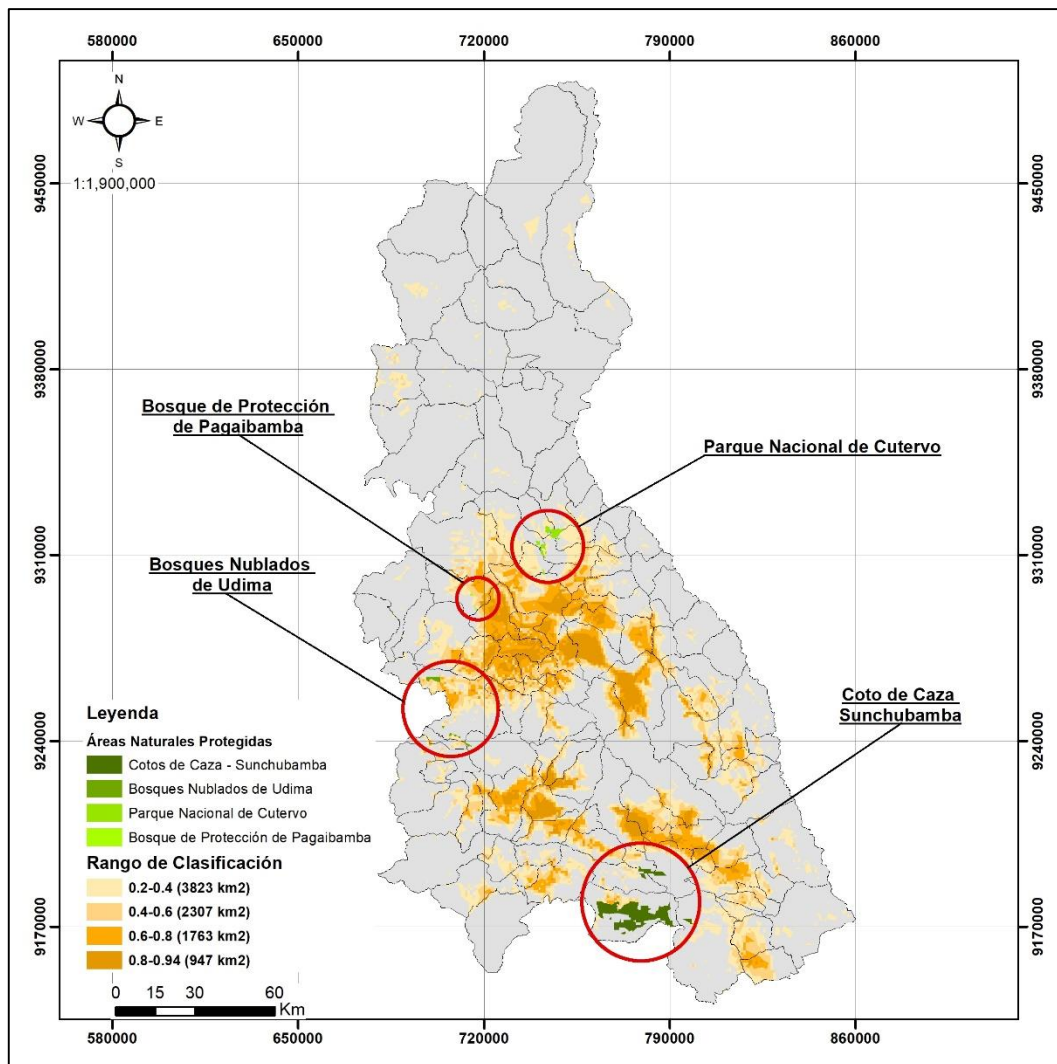 580000 650000 720000 790000 860000
N
W E
S
1:1,900,000
9450000 9450000
9380000 9380000
Bosque de Protección
de Pagaibamba
Parque Nacional de Cutervo
9310000 9310000
Bosques Nublados
de Udima
Coto de Caza
Sunchubamba
9240000 9240000
Leyenda
Áreas Naturales Protegidas
Cotos de Caza - Sunchubamba
Bosques Nublados de Udima
Parque Nacional de Cutervo
Bosque de Protección de Pagaibamba
Rango de Clasificación
0.2-0.4 (3823 km2)
0.4-0.6 (2307 km2)
0.6-0.8 (1763 km2)
0.8-0.94 (947 km2)
9170000 9170000
0 15 30 60
Km
580000 650000 720000 790000 860000